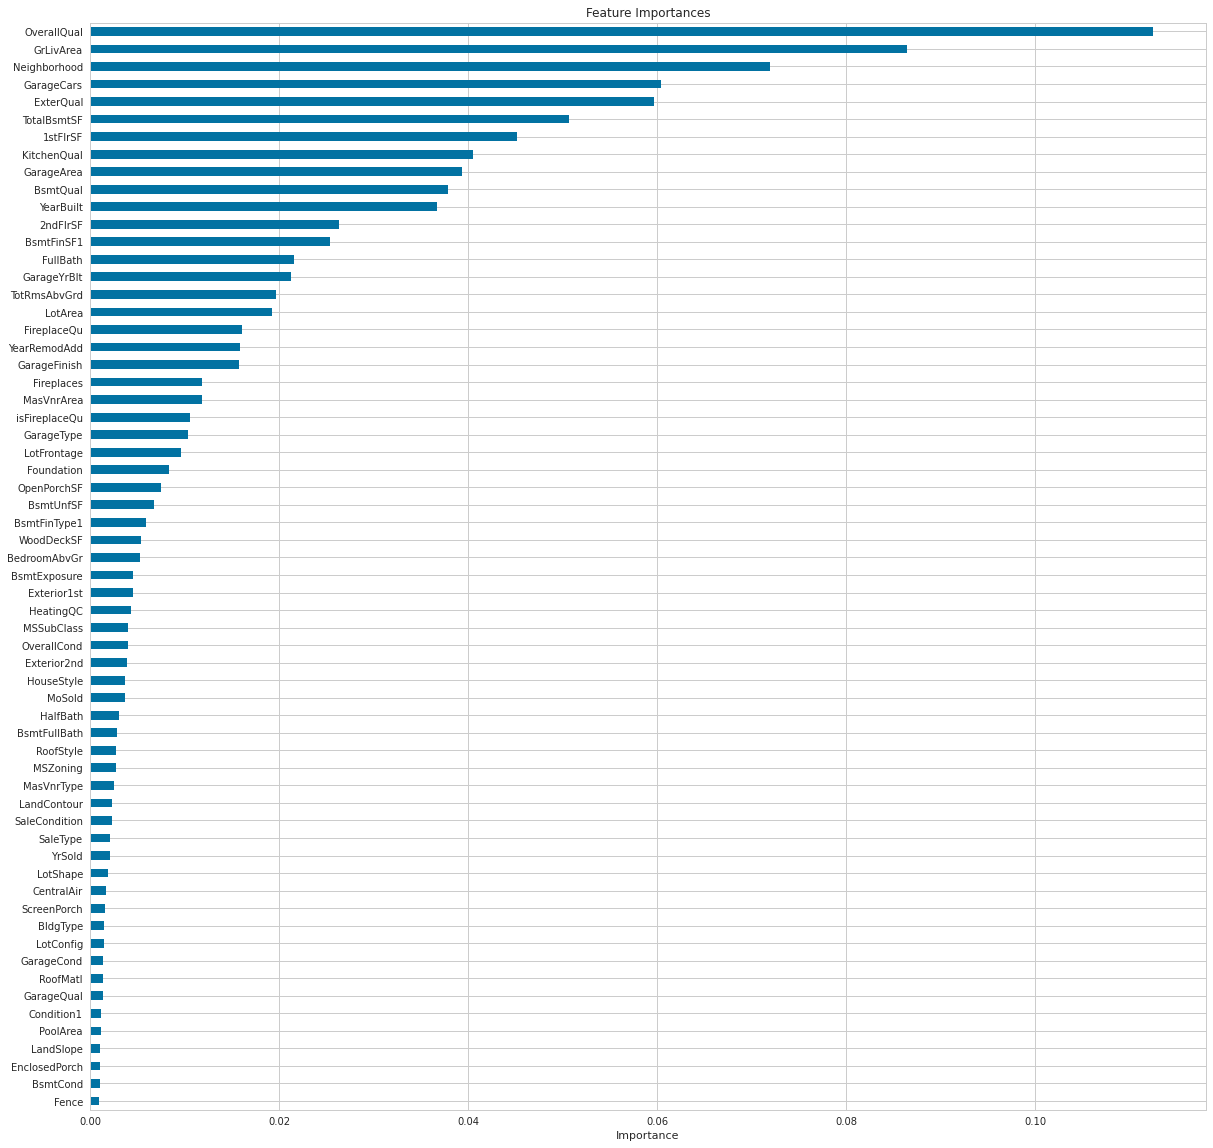 Feature Importances
OverallQual
GrLivArea
Neighborhood
GarageCars
ExterQual
TotalBsmtSF
1stFlrSF
KitchenQual
GarageArea
BsmtQual
YearBuilt
2ndFlrSF
BsmtFinSF1
FullBath
GarageYrBlt
TotRmsAbvGrd
LotArea
FireplaceQu
YearRemodAdd
GarageFinish
Fireplaces
MasVnrArea
isFireplaceQu
GarageType
LotFrontage
Foundation
OpenPorchSF
BsmtUnfSF
BsmtFinType1
WoodDeckSF
BedroomAbvGr
BsmtExposure
Exterior1st
HeatingQC
MSSubClass
OverallCond
Exterior2nd
HouseStyle
MoSold
HalfBath
BsmtFullBath
RoofStyle
MSZoning
MasVnrType
LandContour
SaleCondition
SaleType
YrSold
LotShape
CentralAir
ScreenPorch
BldgType
LotConfig
GarageCond
RoofMatl
GarageQual
Condition1
PoolArea
LandSlope
EnclosedPorch
BsmtCond
Fence
0.00 0.02 0.04 0.06 0.08 0.10
Importance